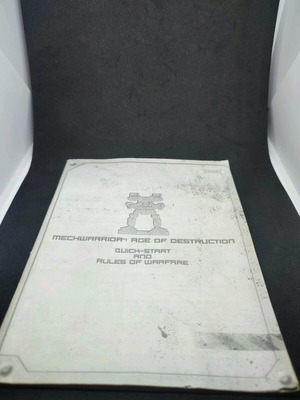 MECHWARRIOR: AGE OF DESTRUCTION
QUICK-START
AND
RULES OF WARFARE